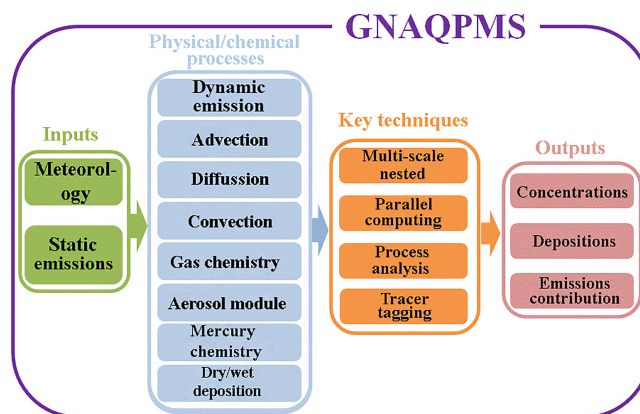 GNAQPMS
Inputs
Meteorol-
ogy
Static
emissions
Physical/chemical
processes
Dynamic
emission
Advection
Diffussion
Convection
Gas chemistry
Aerosol module
Mercury
chemistry
Dry/wet
deposition
Key techniques
Multi-scale
nested
Parallel
computing
Process
analysis
Tracer
tagging
Outputs
Concentrations
Depositions
Emissions
contribution